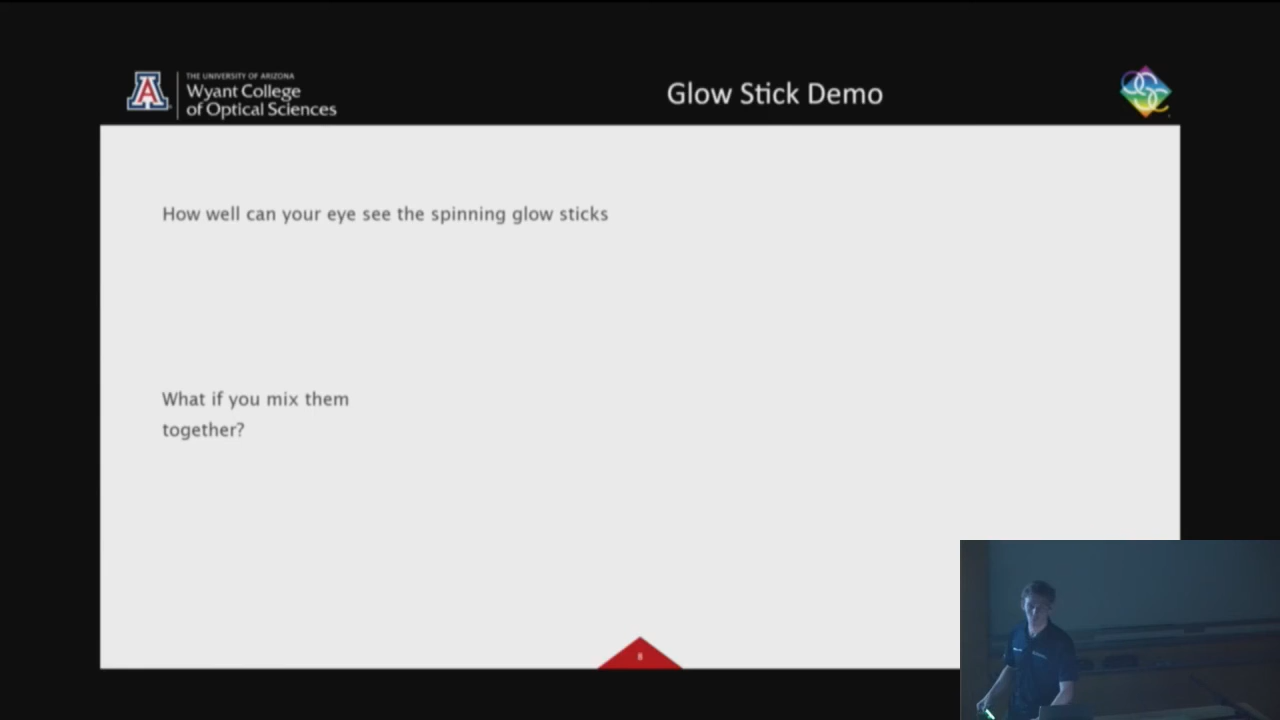 THE UNIVERSITY OF ARIZONA
Wyant College
of Optical Sciences
Glow Stick Demo
How well can your eye see the spinning glow sticks
What if you mix them
together?
8